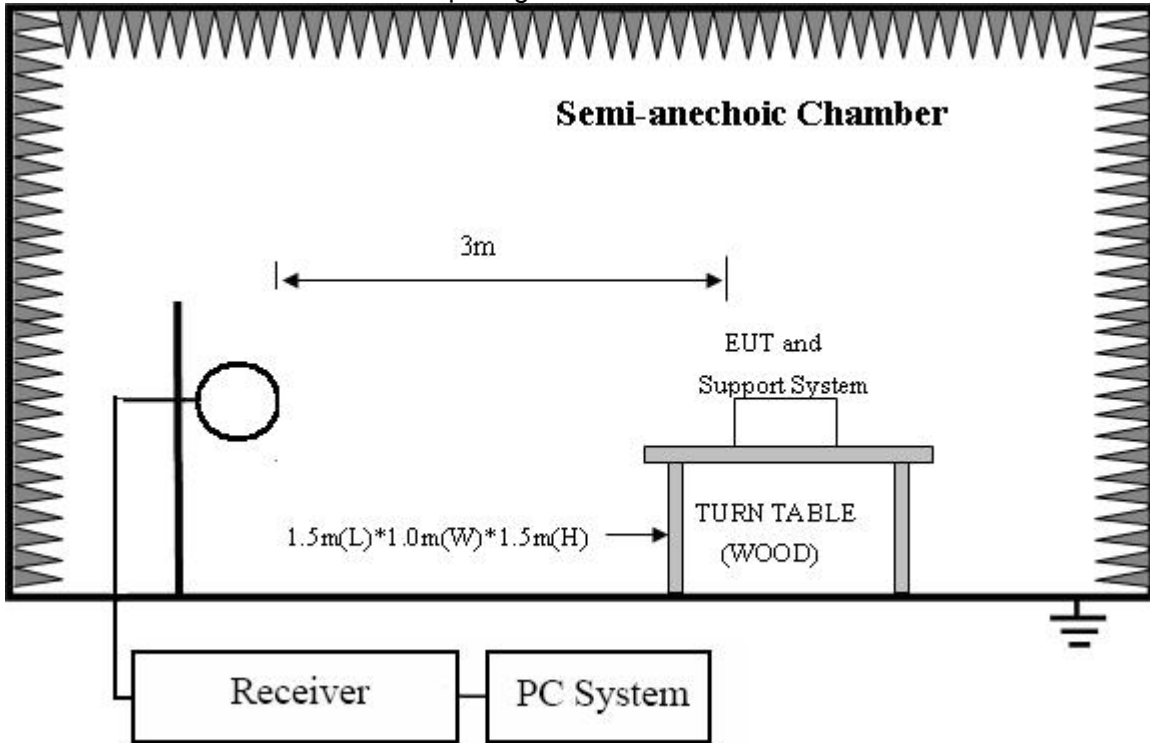 Semi-anechoic Chamber
3m
EUT and
Support System
1.5m(L)*1.0m(W)*1.5m(H)
TURN TABLE
(WOOD)
Receiver
PC System